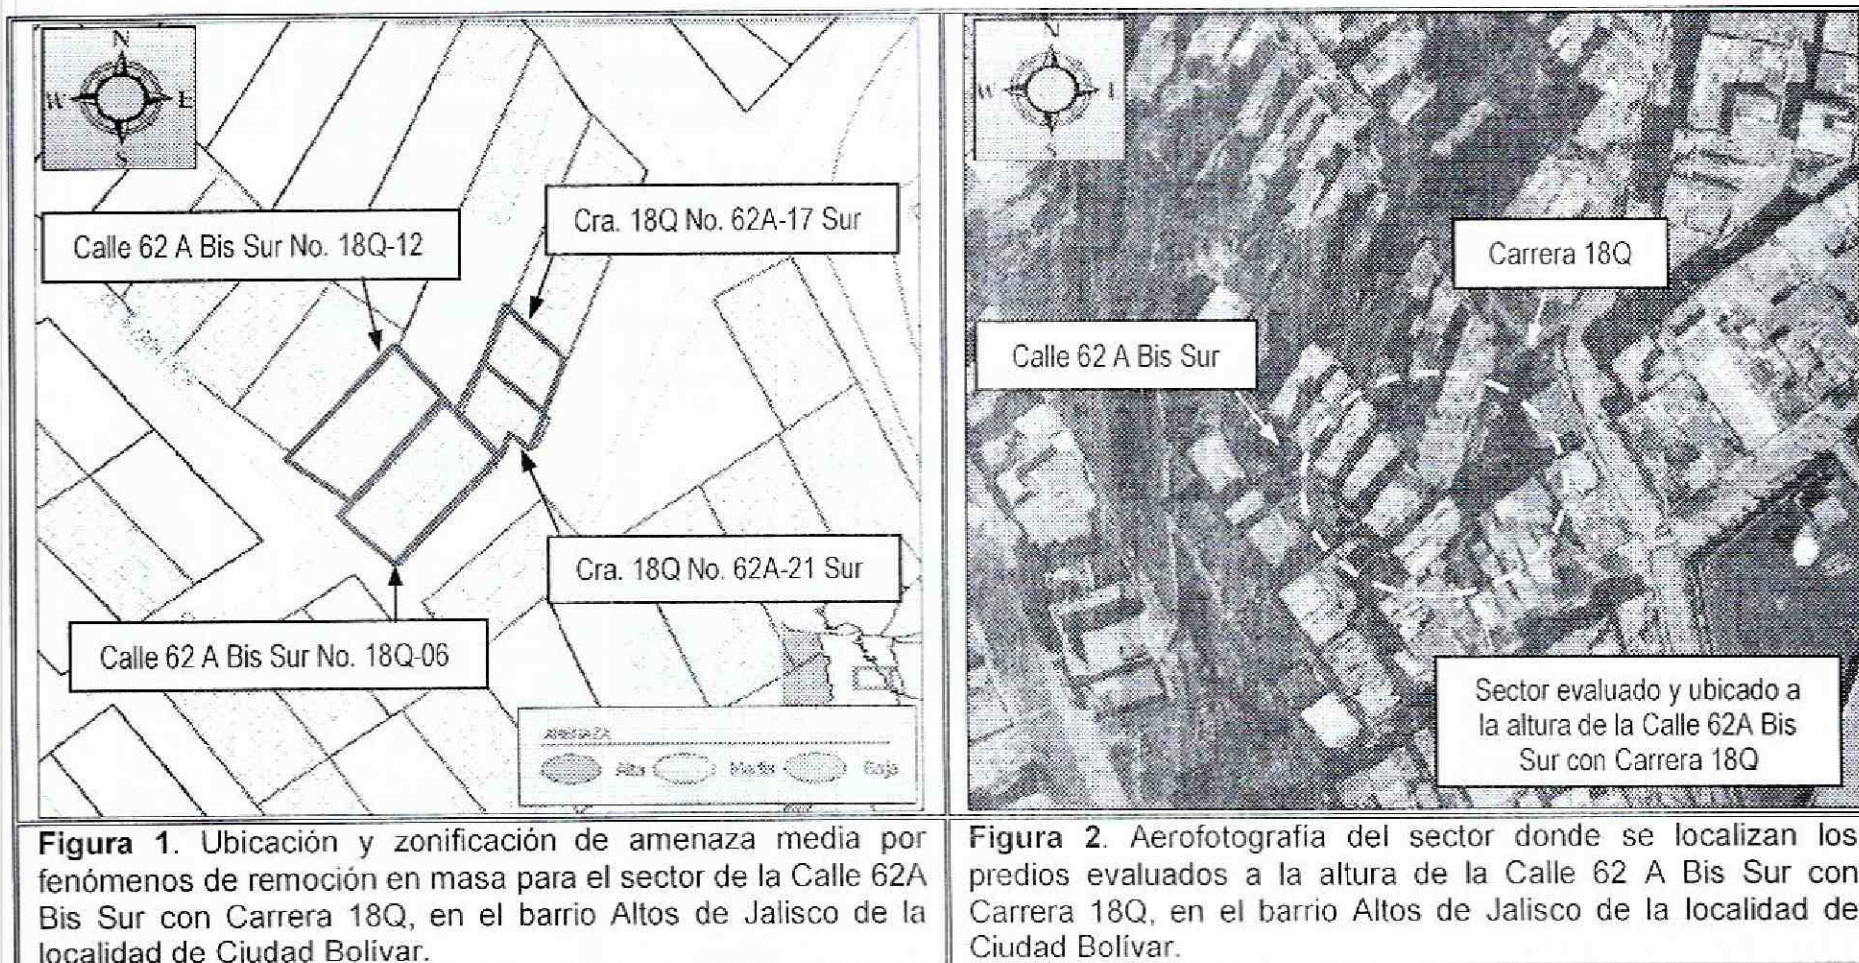 N
W E
S
Calle 62 A Bis Sur No. 18Q-12
Cra. 18Q No. 62A-17 Sur
Cra. 18Q No. 62A-21 Sur
Calle 62 A Bis Sur No. 18Q-06
AMENAZA
Alta Media Baja
N
W
S
Carrera 18Q
Calle 62 A Bis Sur
Sector evaluado y ubicado a
la altura de la Calle 62A Bis
Sur con Carrera 18Q
Figura 1. Ubicación y zonificación de amenaza media por
fenómenos de remoción en masa para el sector de la Calle 62A
Bis Sur con Carrera 18Q, en el barrio Altos de Jalisco de la
localidad de Ciudad Bolívar.
Figura 2. Aerofotografía del sector donde se localizan los
predios evaluados a la altura de la Calle 62 A Bis Sur con
Carrera 18Q, en el barrio Altos de Jalisco de la localidad de
Ciudad Bolívar.